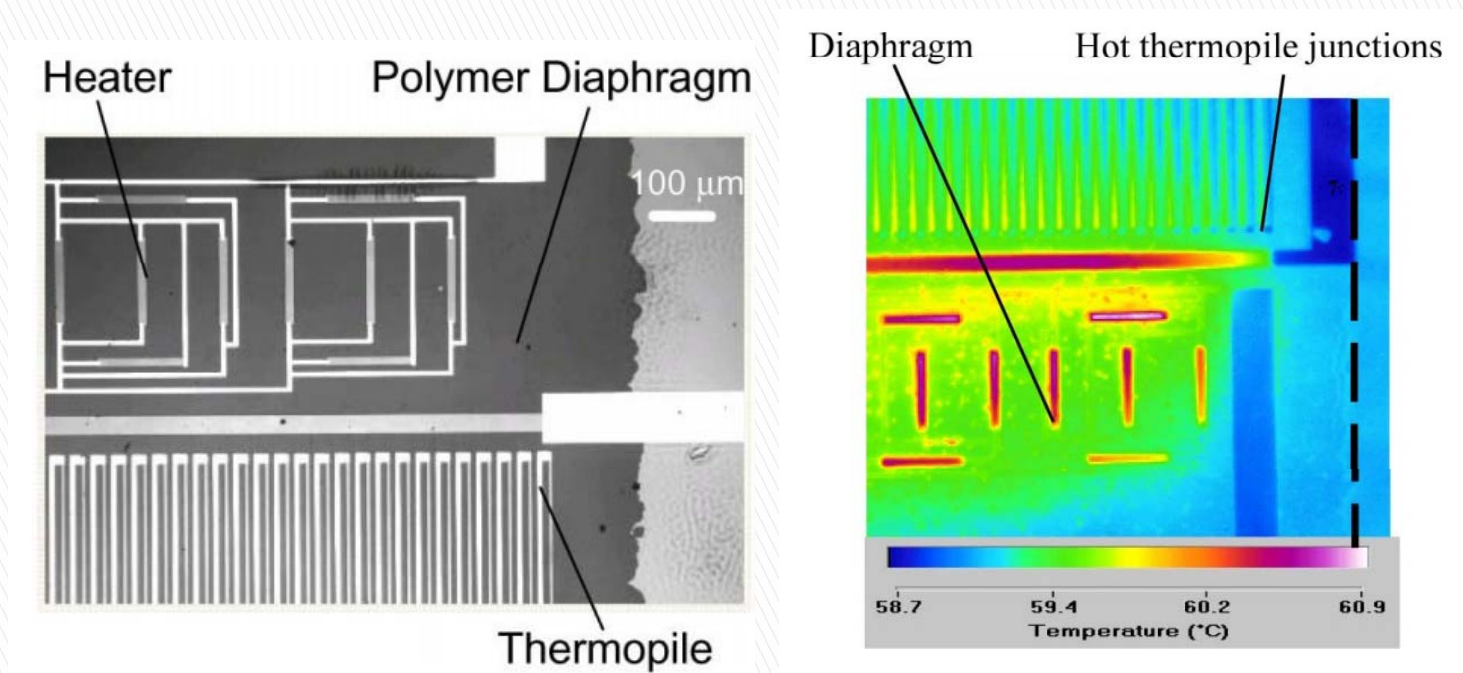 Heater
Polymer Diaphragm
100 μm
Thermopile
Diaphragm
Hot thermopile junctions
58.7 59.4 60.2 60.9
Temperature (°C)